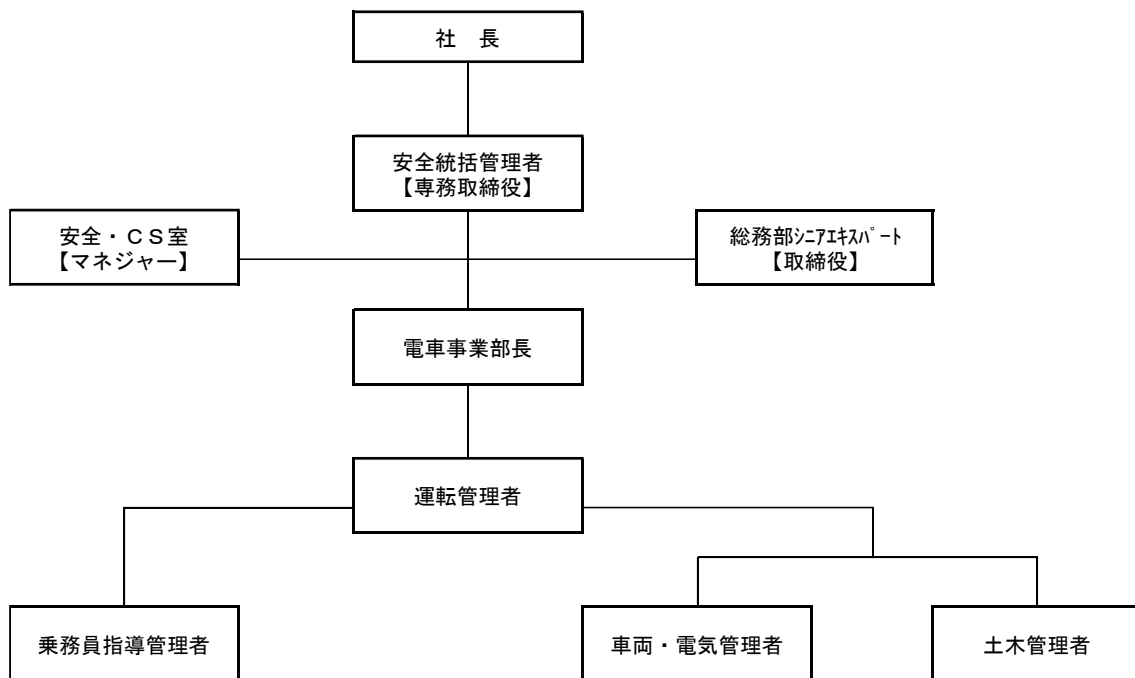 社　長
安全統括管理者
【専務取締役】
安全・ＣＳ室
【マネジャー】
総務部ｼﾆｱｴｷｽﾊﾟｰﾄ
【取締役】
電車事業部長
運転管理者
乗務員指導管理者
車両・電気管理者
土木管理者